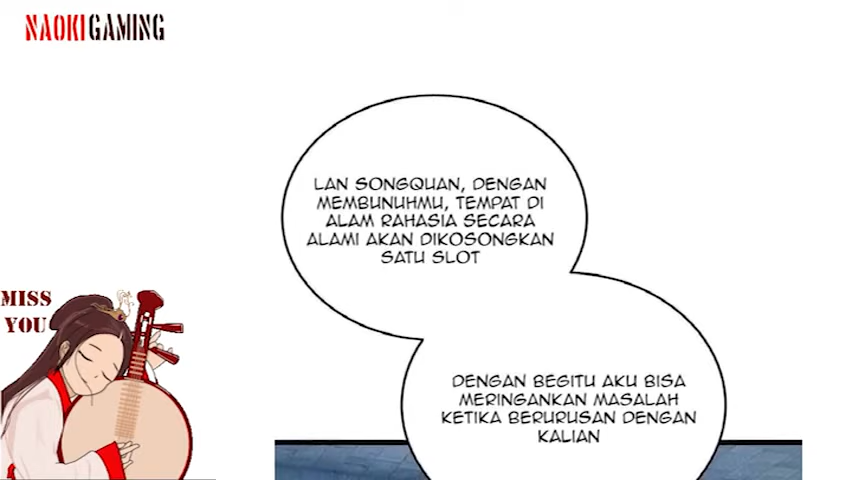 NAOKIGAMING
LAN SONGQUAN, DENGAN
MEMBUNUHMU, TEMPAT DI
ALAM RAHASIA SECARA
ALAMI AKAN DIKOSONGKAN
SATU SLOT
MISS
YOU
DENGAN BEGITU AKU BISA
MERINGANKAN MASALAH
KETIKA BERURUSAN DENGAN
KALIAN